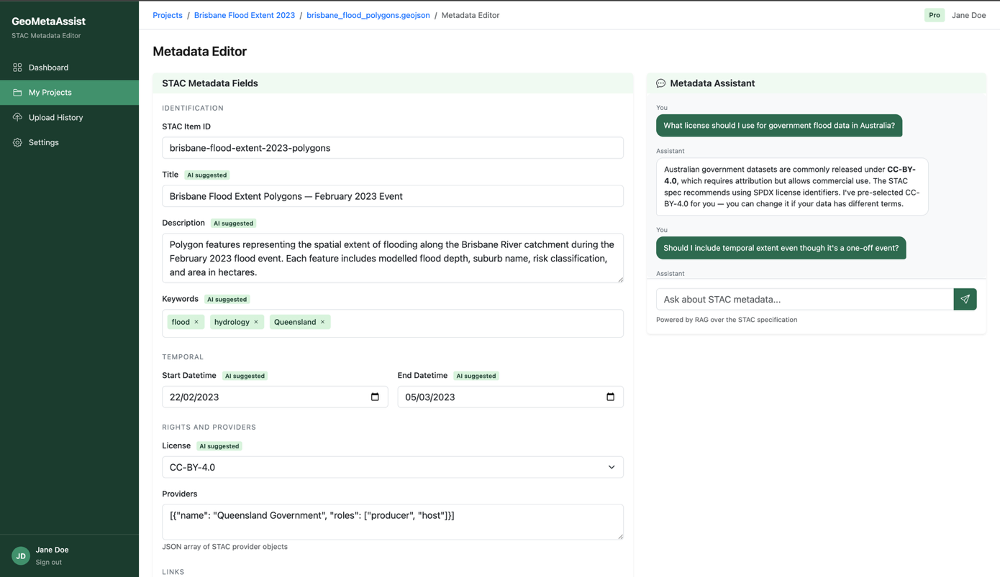 GeoMetaAssist
STAC Metadata Editor
Dashboard
My Projects
Upload History
Settings
JD
Jane Doe
Sign out
Projects / Brisbane Flood Extent 2023 / brisbane_flood_polygons.geojson / Metadata Editor
Pro Jane Doe
Metadata Editor
STAC Metadata Fields
IDENTIFICATION
STAC Item ID
brisbane-flood-extent-2023-polygons
Title AI suggested
Brisbane Flood Extent Polygons — February 2023 Event
Description AI suggested
Polygon features representing the spatial extent of flooding along the Brisbane River catchment during the
February 2023 flood event. Each feature includes modelled flood depth, suburb name, risk classification,
and area in hectares.
Keywords AI suggested
flood × hydrology × Queensland ×
TEMPORAL
Start Datetime AI suggested End Datetime AI suggested
22/02/2023 05/03/2023
RIGHTS AND PROVIDERS
License AI suggested
CC-BY-4.0
Providers
[{"name": "Queensland Government", "roles": ["producer", "host"]}]
JSON array of STAC provider objects
LINKS
Metadata Assistant
You
What license should I use for government flood data in Australia?
Assistant
Australian government datasets are commonly released under CC-BY-
4.0, which requires attribution but allows commercial use. The STAC
spec recommends using SPDX license identifiers. I've pre-selected CC-
BY-4.0 for you — you can change it if your data has different terms.
You
Should I include temporal extent even though it's a one-off event?
Assistant
Ask about STAC metadata...
Powered by RAG over the STAC specification